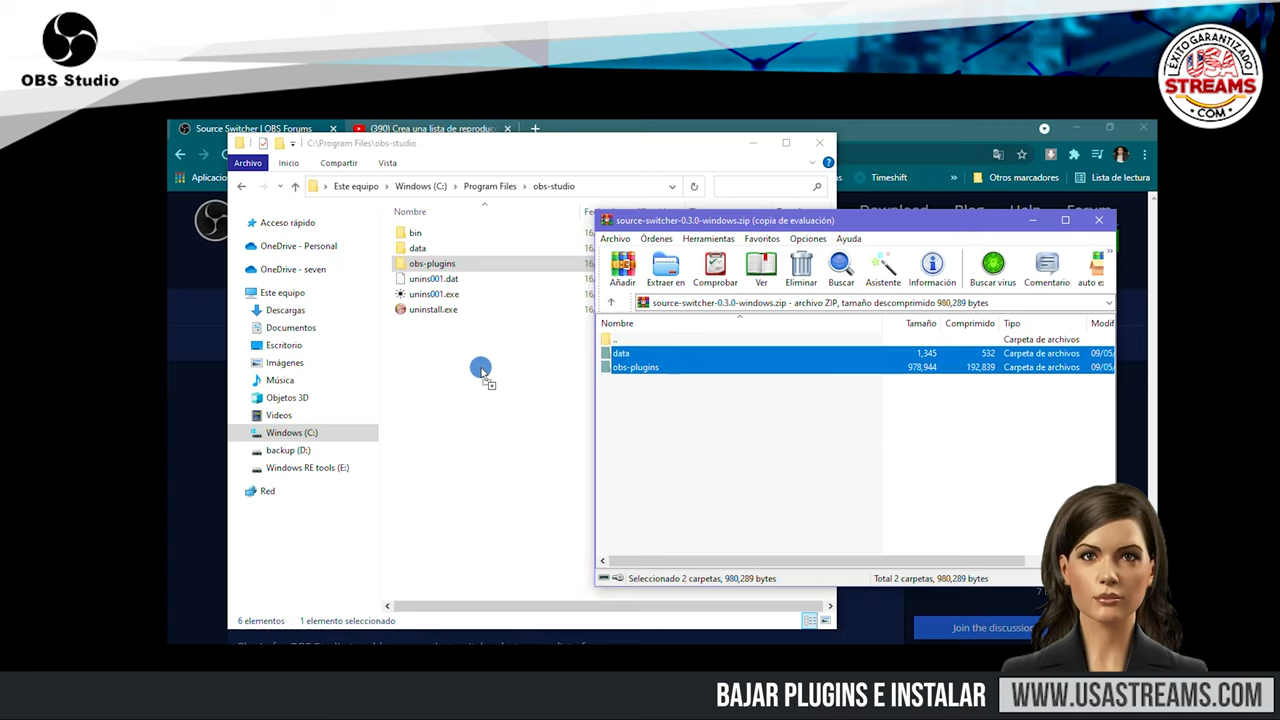 OBS Studio
ÉXITO GARANTIZADO
USA
STREAMS
.COM
Source Switcher | OBS Forums
(390) Crea una lista de reproduc
C:\Program Files\obs-studio
Archivo
Inicio
Compartir
Vista
Este equipo
Windows (C:)
Program Files
obs-studio
Aplicacio
Timeshift
»
Otros marcadores
Lista de lectura
Nombre
Acceso rápido
OneDrive - Personal
OneDrive - seven
Este equipo
Descargas
Documentos
Escritorio
Imágenes
Música
Objetos 3D
Videos
Windows (C:)
backup (D:)
Windows RE tools (E:)
Red
bin
data
obs-plugins
unins001.dat
unins001.exe
uninstall.exe
6 elementos
1 elemento seleccionado
source-switcher-0.3.0-windows.zip (copia de evaluación)
Archivo
Órdenes
Herramientas
Favoritos
Opciones
Ayuda
Añadir
Extraer en
Comprobar
Ver
Eliminar
Buscar
Asistente
Información
Buscar virus
Comentario
auto e
source-switcher-0.3.0-windows.zip - archivo ZIP, tamaño descomprimido 980,289 bytes
Nombre Tamaño Comprimido Tipo Modif
.. Carpeta de archivos
data 1,345 532 Carpeta de archivos 09/05/
obs-plugins 978,944 192,839 Carpeta de archivos 09/05/
Seleccionado 2 carpetas, 980,289 bytes
Total 2 carpetas, 980,289 bytes
Join the discussion
BAJAR PLUGINS E INSTALAR
WWW.USASTREAMS.COM